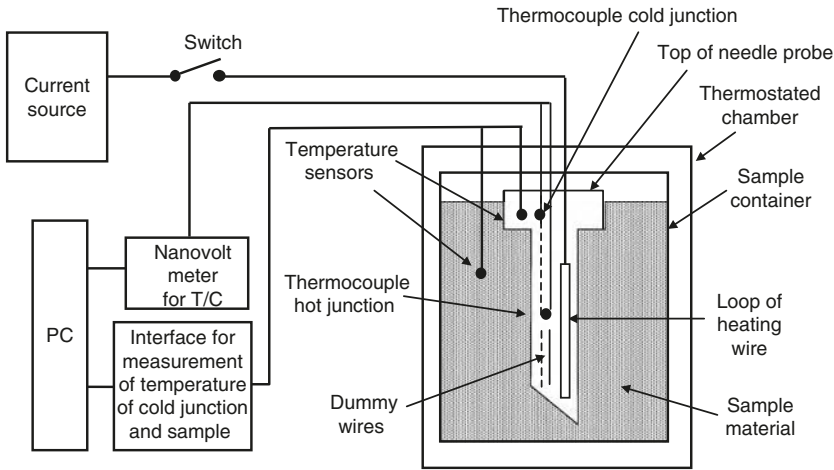 Thermocouple cold junction
Switch
Top of needle probe
Current
source
Thermostated
chamber
Temperature
sensors
Sample
container
Nanovolt
meter
for T/C
Thermocouple
hot junction
Loop of
heating
wire
PC
Interface for
measurement
of temperature
of cold junction
and sample
Dummy
wires
Sample
material